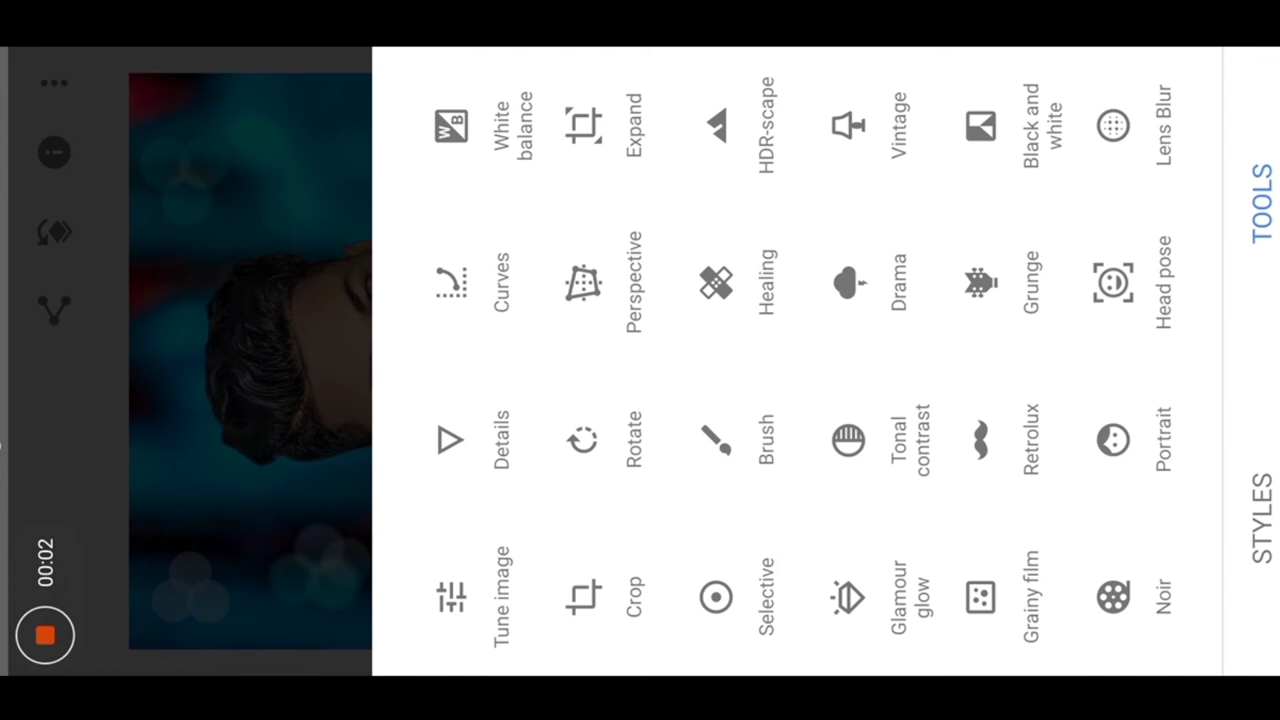 00:02
Tune image
Details
Curves
White
balance
Crop
Rotate
Perspective
Expand
Selective
Brush
Healing
HDR-scape
Glamour
glow
Tonal
contrast
Drama
Vintage
Grainy film
Retrolux
Grunge
Black and
white
Noir
Portrait
Head pose
Lens Blur
STYLES
TOOLS